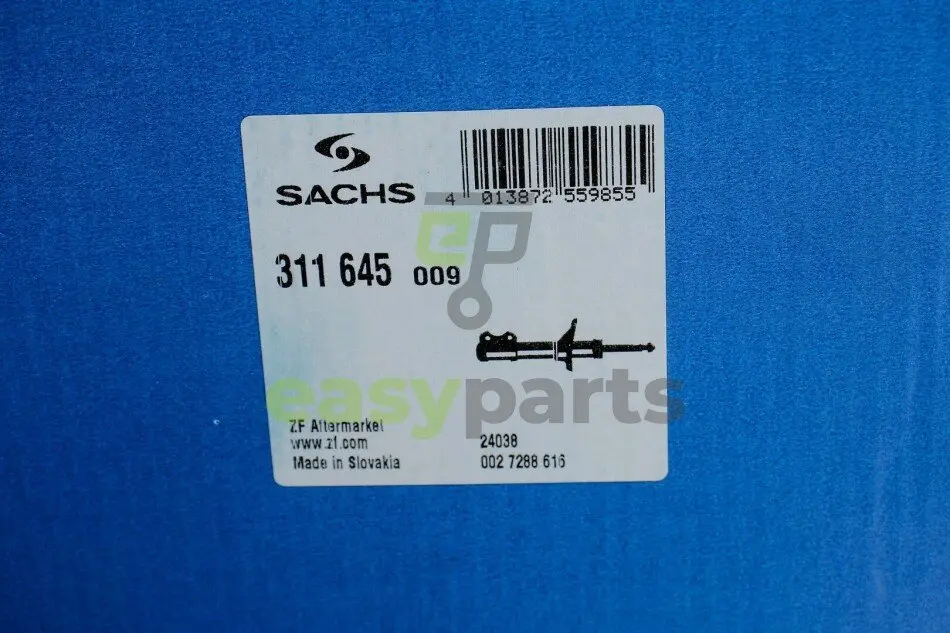 SACHS
4 013872 559855
311 645 009
EP
easyparts
ZF Aftermarket
www.zf.com
Made in Slovakia
24038
002 7288 616